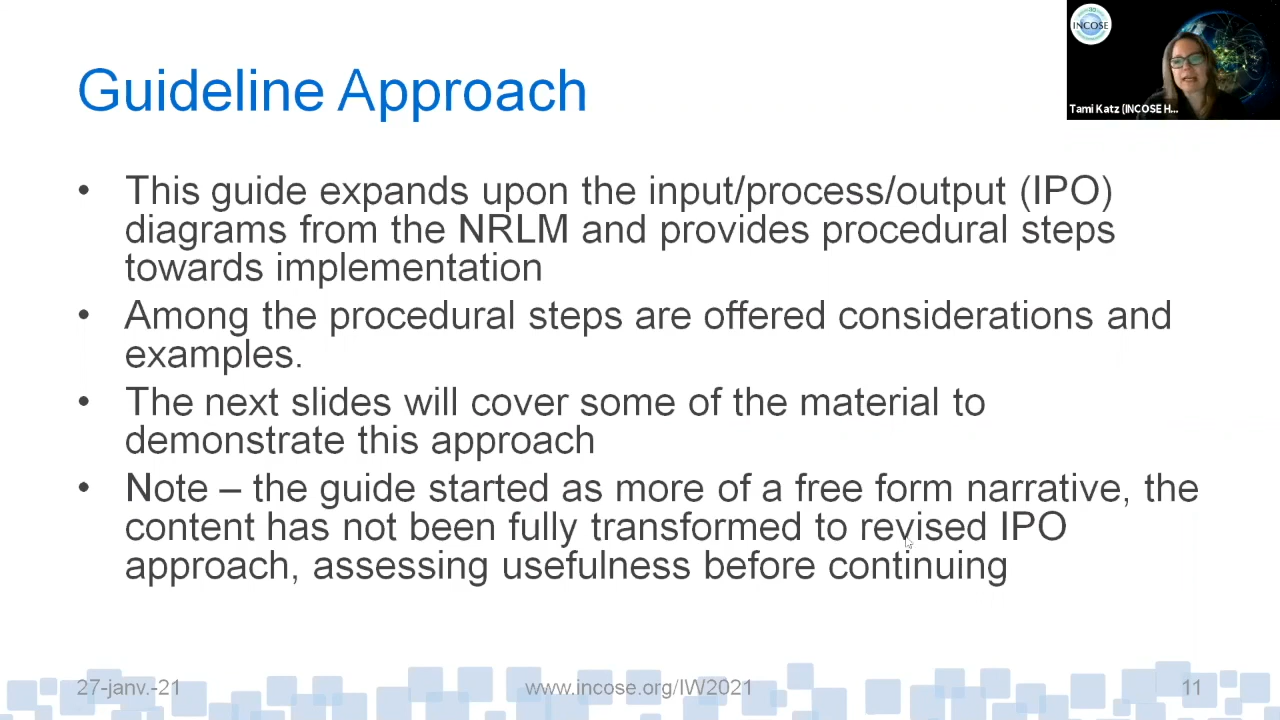 INCOSE
Tami Katz (INCOSE H...
Guideline Approach
• This guide expands upon the input/process/output (IPO)
diagrams from the NRLM and provides procedural steps
towards implementation
• Among the procedural steps are offered considerations and
examples.
• The next slides will cover some of the material to
demonstrate this approach
• Note – the guide started as more of a free form narrative, the
content has not been fully transformed to revised IPO
approach, assessing usefulness before continuing
27-janv.-21
www.incose.org/IW2021
11